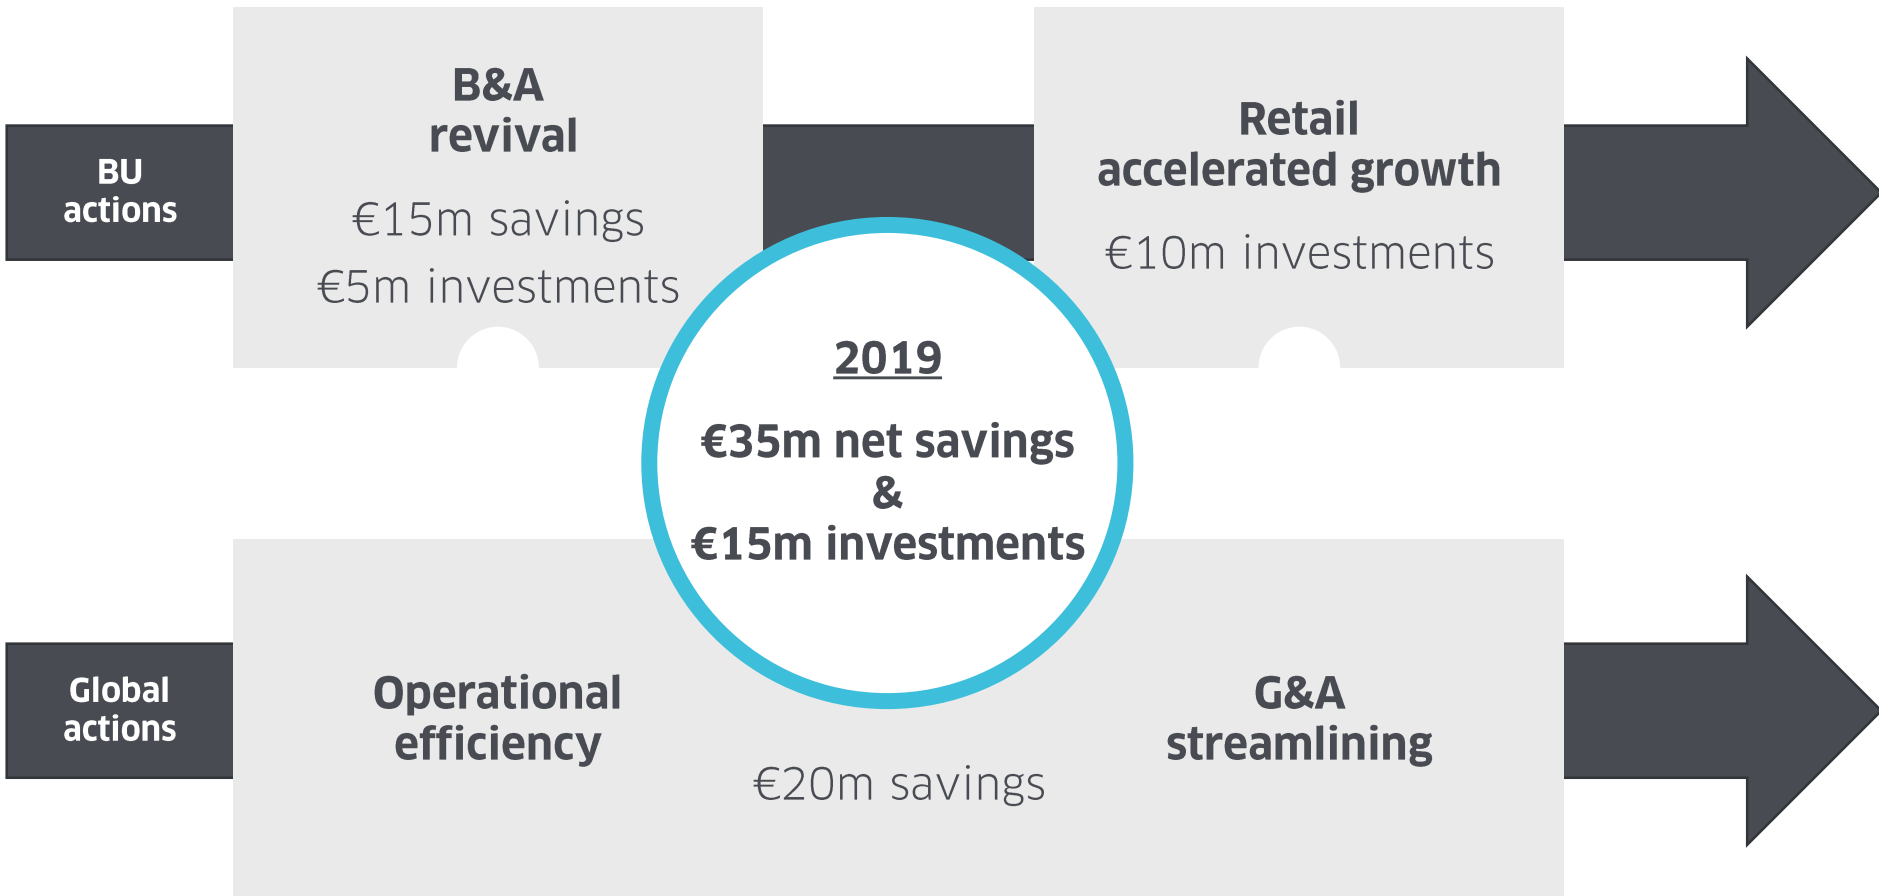 BU
actions
B&A
revival
€15m savings
€5m investments
Retail
accelerated growth
€10m investments
2019
€35m net savings
&
€15m investments
Global
actions
Operational
efficiency
€20m savings
G&A
streamlining